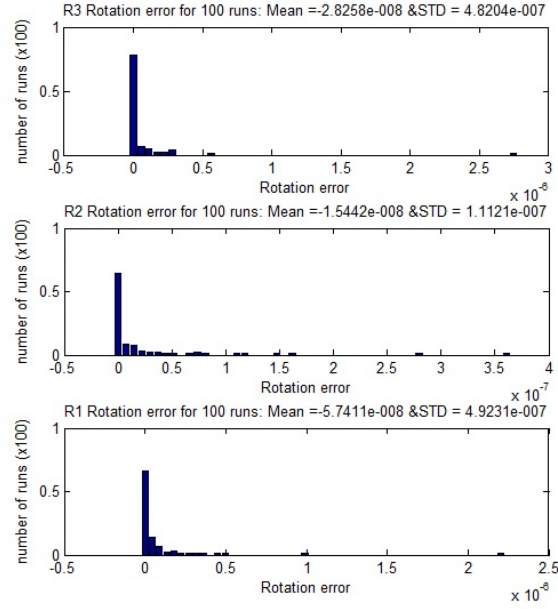 R3 Rotation error for 100 runs: Mean =-2.8258e-008 &STD = 4.8204e-007
1
0.5
0
number of runs (x100)
-0.5 0 0.5 1 1.5 2 2.5 3
Rotation error
x 10^-6
R2 Rotation error for 100 runs: Mean =-1.5442e-008 &STD = 1.1121e-007
1
0.5
0
number of runs (x100)
-0.5 0 0.5 1 1.5 2 2.5 3 3.5 4
Rotation error
x 10^-7
R1 Rotation error for 100 runs: Mean =-5.7411e-008 &STD = 4.9231e-007
1
0.5
0
number of runs (x100)
-0.5 0 0.5 1 1.5 2 2.5
Rotation error
x 10^-6